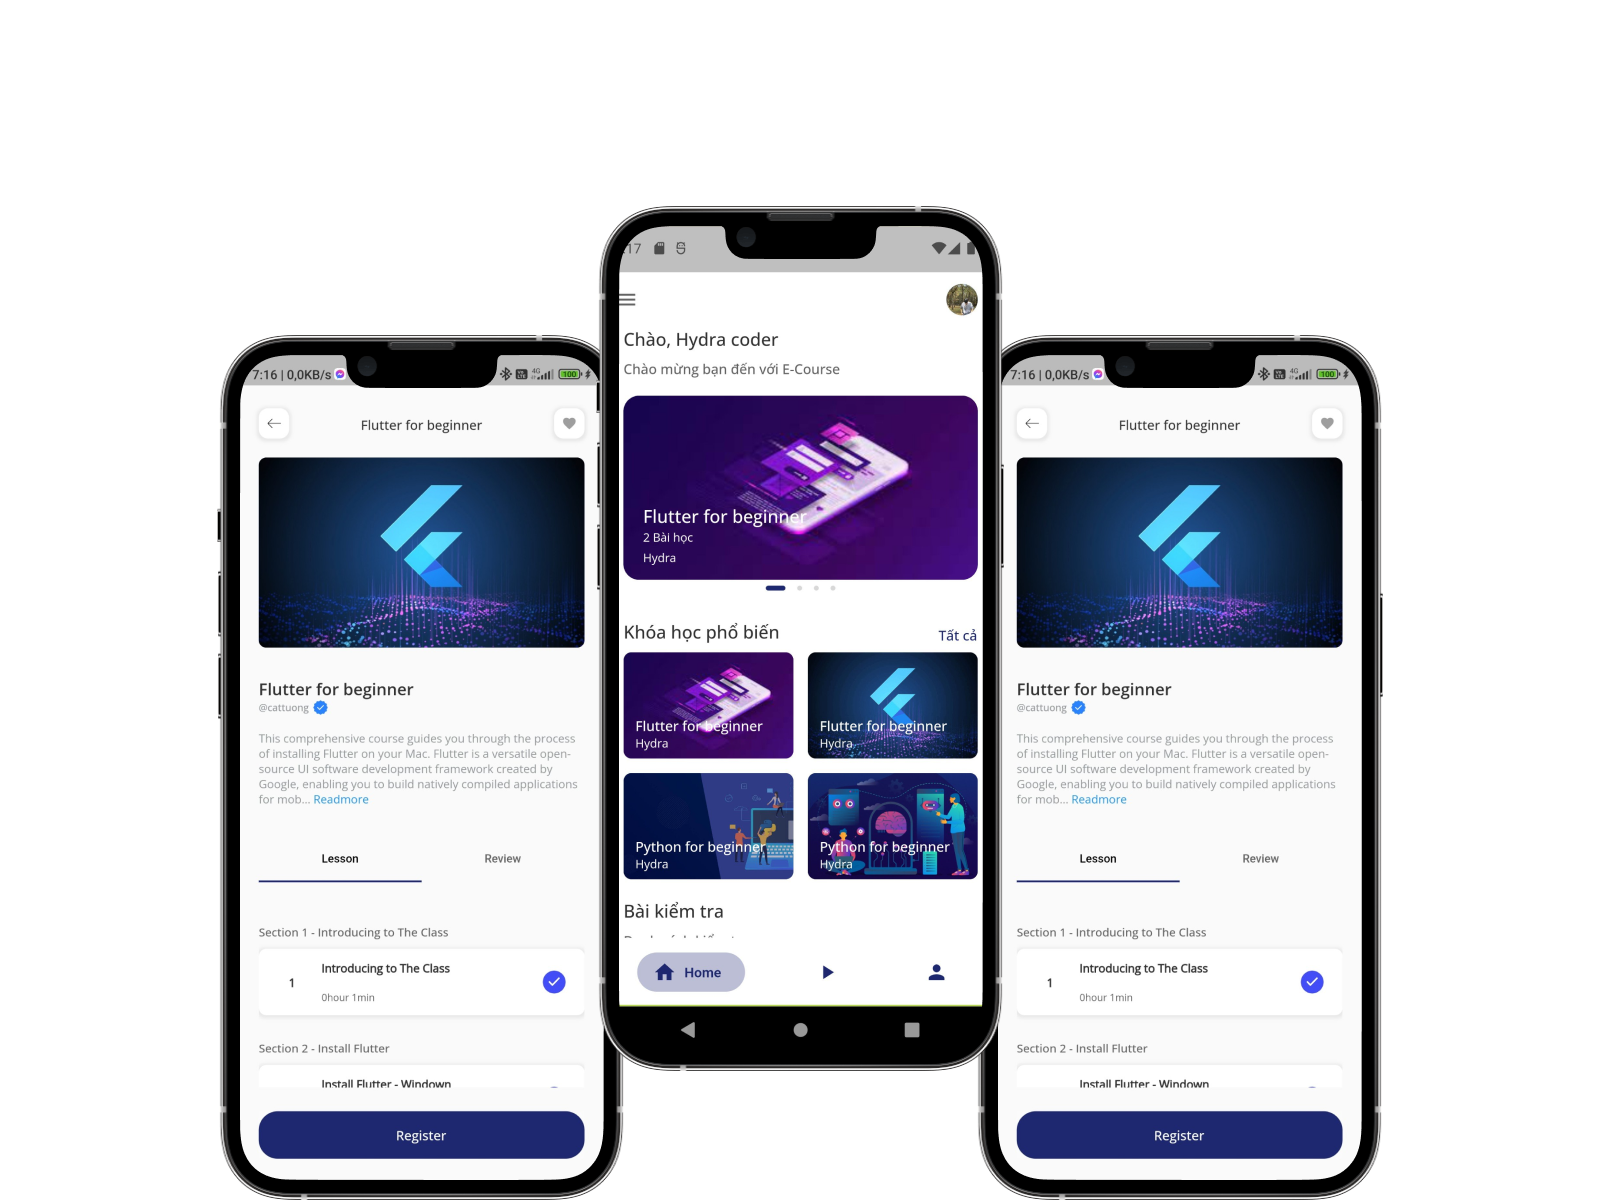 7:16 | 0,0KB/s
4G
100
Flutter for beginner
Flutter for beginner
@cattuong
This comprehensive course guides you through the process
of installing Flutter on your Mac. Flutter is a versatile open-
source UI software development framework created by
Google, enabling you to build natively compiled applications
for mob... Readmore
Lesson
Review
Section 1 - Introducing to The Class
1
Introducing to The Class
0hour 1min
Section 2 - Install Flutter
Install Flutter - Windown
Register
17
Chào, Hydra coder
Chào mừng bạn đến với E-Course
Flutter for beginner
2 Bài học
Hydra
Khóa học phổ biến
Tất cả
Flutter for beginner
Hydra
Flutter for beginner
Hydra
Python for beginner
Hydra
Python for beginner
Hydra
Bài kiểm tra
Home
7:16 | 0,0KB/s
4G
100
Flutter for beginner
Flutter for beginner
@cattuong
This comprehensive course guides you through the process
of installing Flutter on your Mac. Flutter is a versatile open-
source UI software development framework created by
Google, enabling you to build natively compiled applications
for mob... Readmore
Lesson
Review
Section 1 - Introducing to The Class
1
Introducing to The Class
0hour 1min
Section 2 - Install Flutter
Install Flutter - Windown
Register